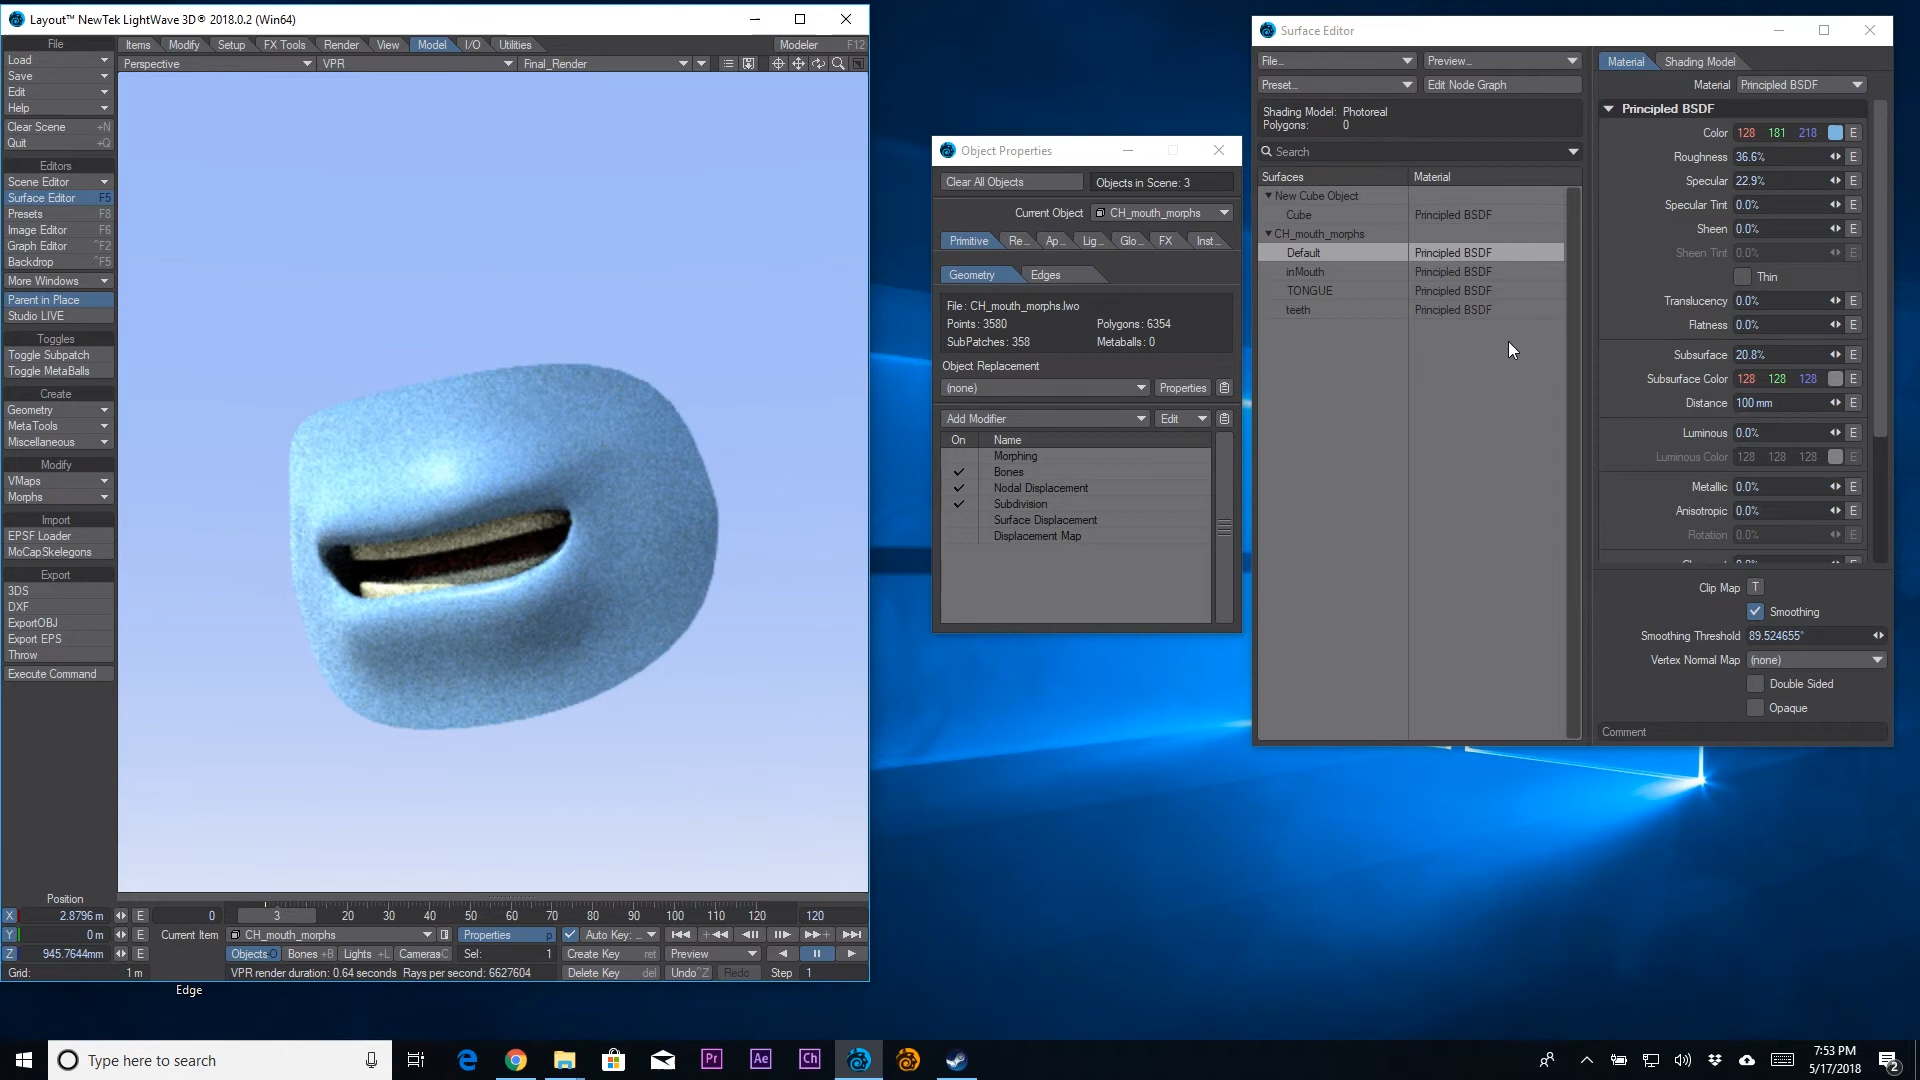 Layout™ NewTek LightWave 3D® 2018.0.2 (Win64)
File
Items Modify Setup FX Tools Render View Model I/O Utilities Modeler F12
Load
Perspective VPR Final_Render
Save
Edit
Help
Clear Scene +N
Quit +Q
Editors
Scene Editor
Surface Editor F5
Presets F8
Image Editor F6
Graph Editor ^F2
Backdrop ^F5
More Windows
Parent in Place
Studio LIVE
Toggles
Toggle Subpatch
Toggle MetaBalls
Create
Geometry
MetaTools
Miscellaneous
Modify
VMaps
Morphs
Import
EPSF Loader
MoCapSkelegons
Export
3DS
DXF
ExportOBJ
Export EPS
Throw
Execute Command
Position
X 2.8796 m E 0 3 20 30 40 50 60 70 80 90 100 110 120 120
Y 0 m E Current Item CH_mouth_morphs Properties p Auto Key: ...
Z 945.7644mm E Objects O Bones +B Lights +L Cameras C Sel: 1 Create Key ret Preview
Grid: 1 m VPR render duration: 0.64 seconds Rays per second: 6627604 Delete Key del Undo ^Z Redo Step 1
Edge
Object Properties
Clear All Objects Objects in Scene: 3
Current Object CH_mouth_morphs
Primitive Re... Ap... Lig... Glo... FX Inst...
Geometry Edges
File: CH_mouth_morphs.lwo
Points: 3580 Polygons: 6354
SubPatches: 358 Metaballs: 0
Object Replacement
(none) Properties
Add Modifier Edit
On Name
Morphing
Bones
Nodal Displacement
Subdivision
Surface Displacement
Displacement Map
Surface Editor
File... Preview...
Preset... Edit Node Graph
Shading Model: Photoreal
Polygons: 0
Search
Surfaces Material
New Cube Object
Cube Principled BSDF
CH_mouth_morphs
Default Principled BSDF
inMouth Principled BSDF
TONGUE Principled BSDF
teeth Principled BSDF
Material Shading Model
Material Principled BSDF
Principled BSDF
Color 128 181 218 E
Roughness 36.6% E
Specular 22.9% E
Specular Tint 0.0% E
Sheen 0.0% E
Sheen Tint 0.0% E
Thin
Translucency 0.0% E
Flatness 0.0% E
Subsurface 20.8% E
Subsurface Color 128 128 128 E
Distance 100 mm E
Luminous 0.0% E
Luminous Color 128 128 128 E
Metallic 0.0% E
Anisotropic 0.0% E
Rotation 0.0% E
Clip Map T
Smoothing
Smoothing Threshold 89.524655°
Vertex Normal Map (none)
Double Sided
Opaque
Comment
Type here to search
Pr Ae Ch
7:53 PM
5/17/2018
2